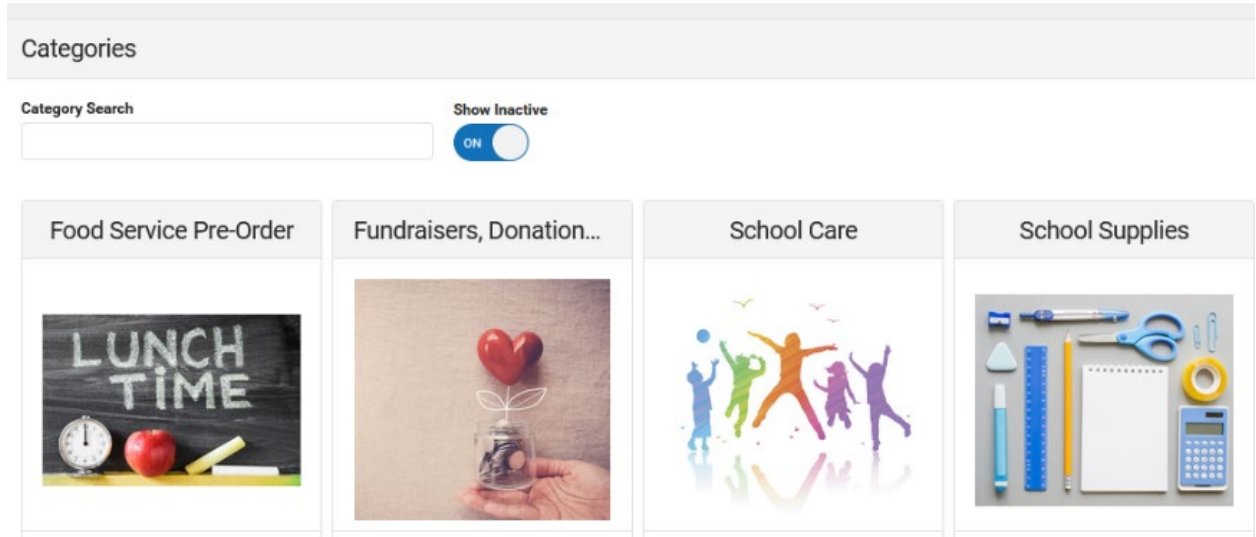 Categories
Category Search
Show Inactive
ON
Food Service Pre-Order
Fundraisers, Donation...
School Care
School Supplies
LUNCH
TIME